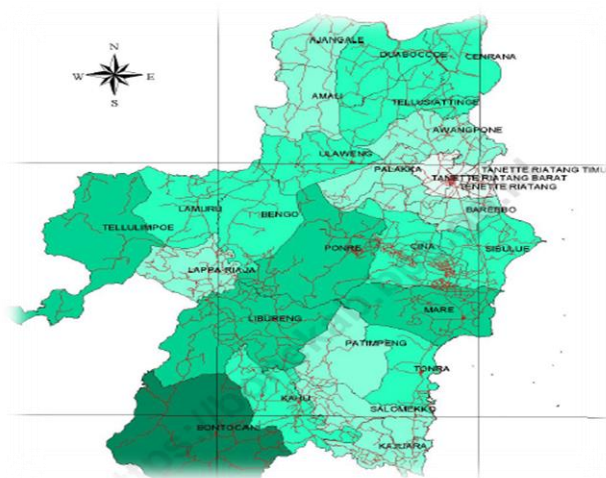 AJANGALE
DUABOCCOE
CENRANA
N
W E
S
AMALI
TELLUSIATTINGE
AWANGPONE
ULAWENG
PALAKKA
TANETTE RIATANG TIMU
TANETTE RIATANG BARAT
TENETTE RIATANG
LAMURU
BENGO
BAREBBO
TELLULIMPOE
PONRE
CINA
SIBULUE
LAPPA RIAJA
LIBURENG
MARE
PATIMPENG
TONRA
KAHU
SALOMEKKO
BONTOCANI
KAJUARA